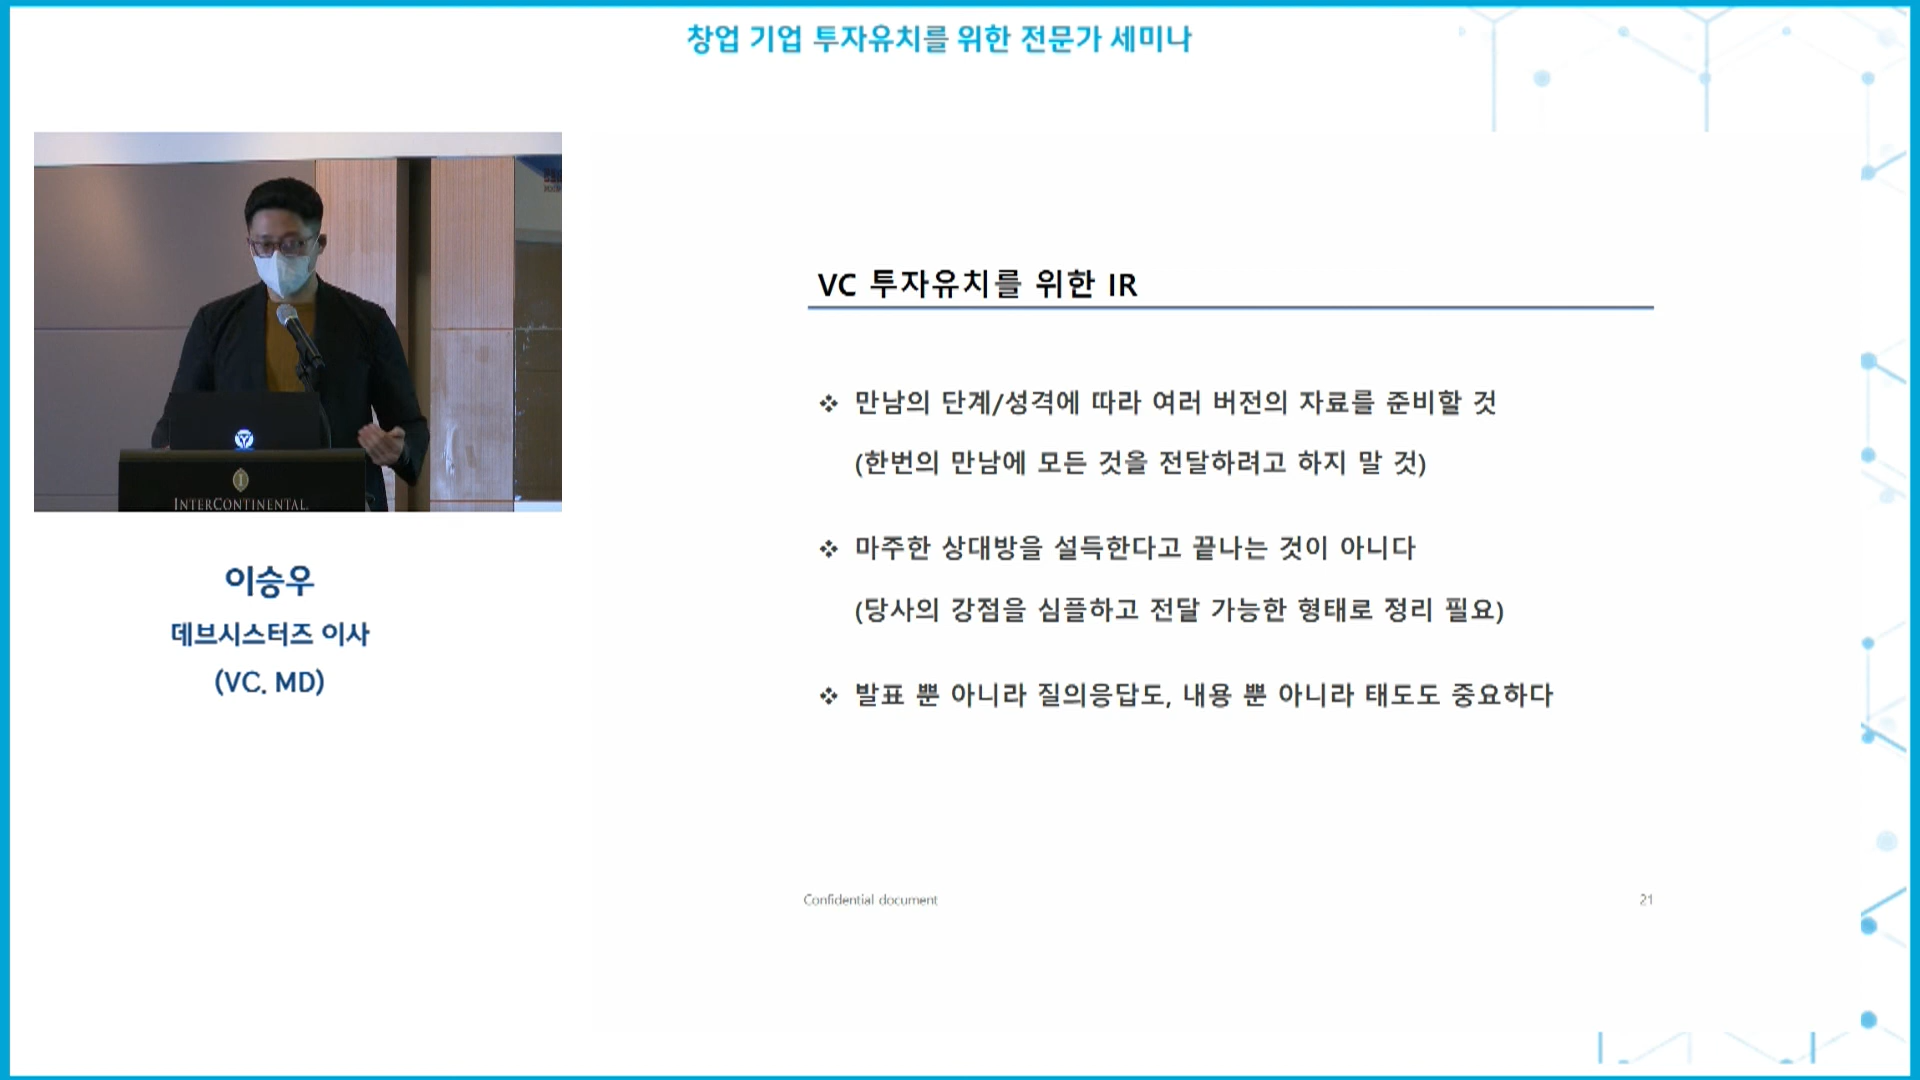 창업 기업 투자유치를 위한 전문가 세미나
INTERCONTINENTAL.
이승우
데브시스터즈 이사
(VC, MD)
VC 투자유치를 위한 IR
❖ 만남의 단계/성격에 따라 여러 버전의 자료를 준비할 것
(한번의 만남에 모든 것올 전달하려고 하지 말 것)
❖ 마주한 상대방을 설득한다고 끝나는 것이 아니다
(당사의 강점을 심플하고 전달 가능한 형태로 정리 필요)
❖ 발표 뿐 아니라 질의응답도, 내용 뿐 아니라 태도도 중요하다
Confidential document
21